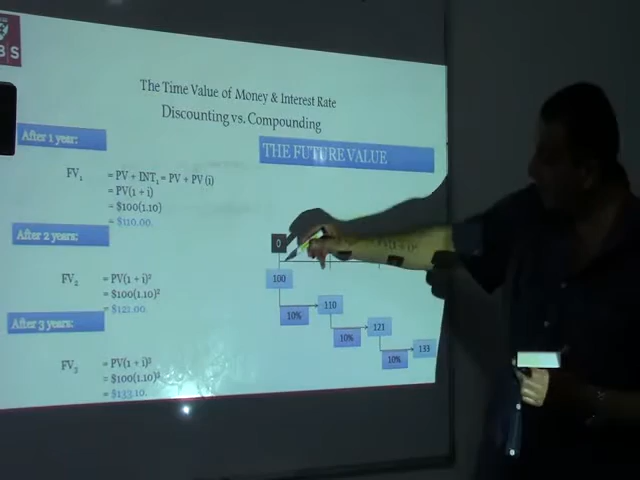 BS
The Time Value of Money & Interest Rate
Discounting vs. Compounding
After 1 year:
THE FUTURE VALUE
FV₁ = PV + INT₁ = PV + PV (i)
= PV(1 + i)
= $100(1.10)
= $110.00.
After 2 years:
0
FV₂ = PV(1 + i)²
= $100(1.10)²
= $121.00.
100
10%
110
10%
121
10%
133
After 3 years:
= PV(1 + i)³
= $100(1.10)³
= $133.10.